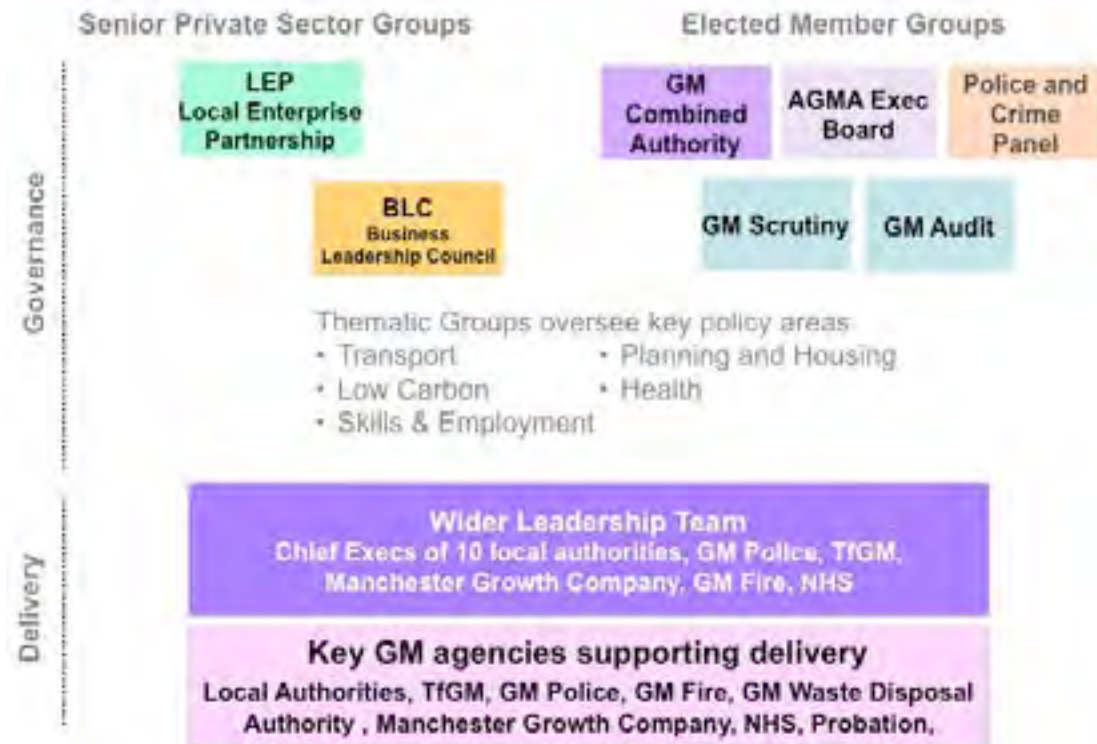 Senior Private Sector Groups
Elected Member Groups
Governance
LEP
Local Enterprise
Partnership
GM
Combined
Authority
AGMA Exec
Board
Police and
Crime
Panel
BLC
Business
Leadership Council
GM Scrutiny
GM Audit
Thematic Groups oversee key policy areas
• Transport
• Low Carbon
• Skills & Employment
• Planning and Housing
• Health
Delivery
Wider Leadership Team
Chief Execs of 10 local authorities, GM Police, TfGM,
Manchester Growth Company, GM Fire, NHS
Key GM agencies supporting delivery
Local Authorities, TfGM, GM Police, GM Fire, GM Waste Disposal
Authority , Manchester Growth Company, NHS, Probation,